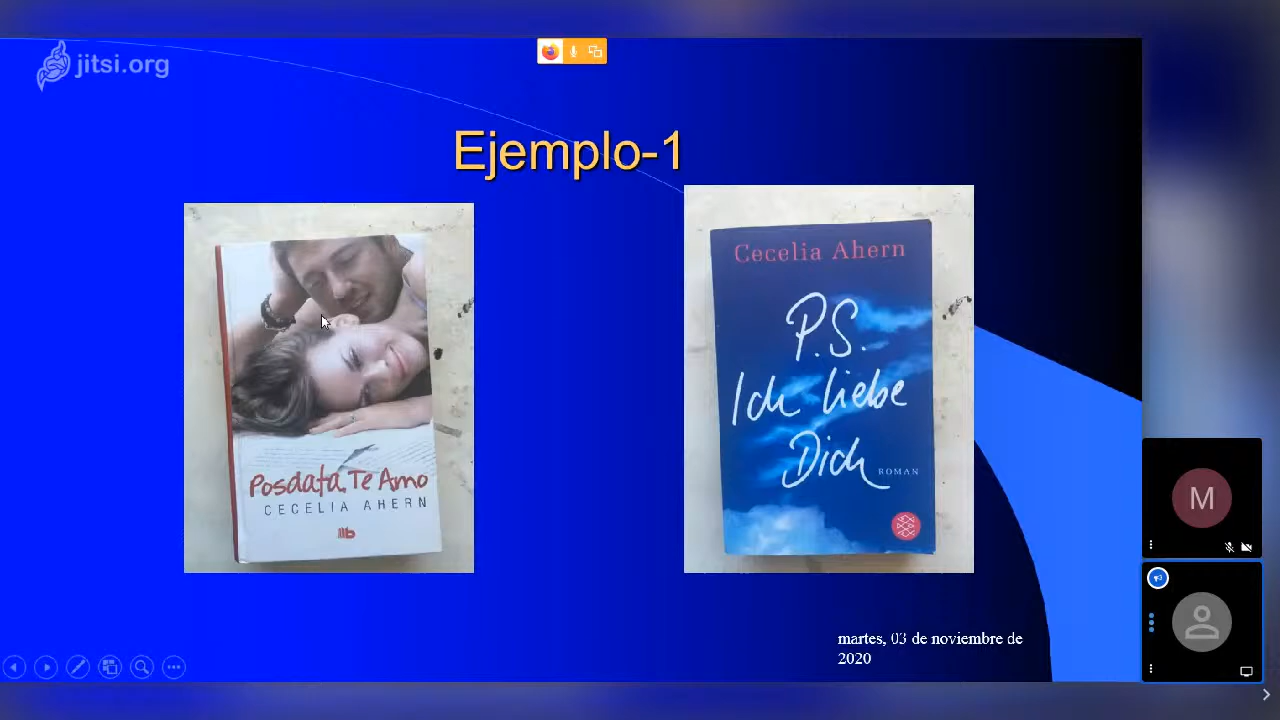 jitsi.org
Ejemplo-1
Posdata, Te Amo
CECELIA AHERN
Cecelia Ahern
P.S.
Ich liebe
Dich
ROMAN
martes, 03 de noviembre de
2020
M